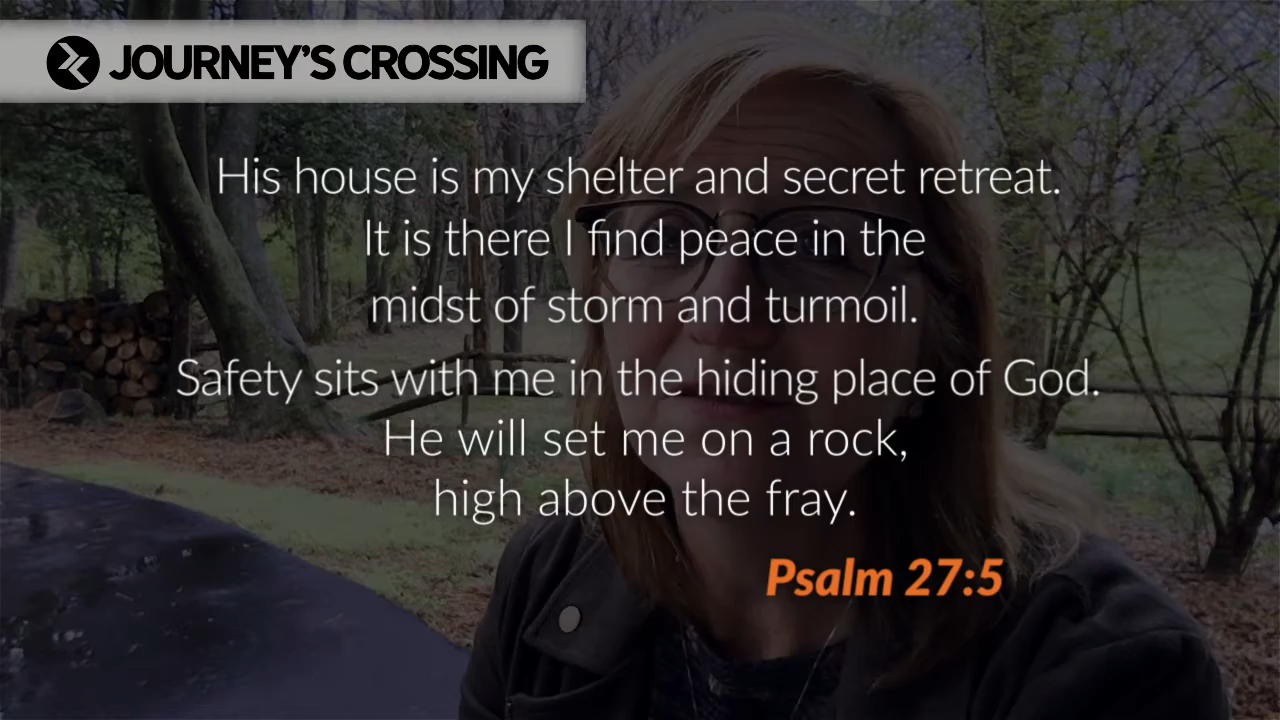 JOURNEY'S CROSSING
His house is my shelter and secret retreat.
It is there I find peace in the
midst of storm and turmoil.
Safety sits with me in the hiding place of God.
He will set me on a rock,
high above the fray.
Psalm 27:5